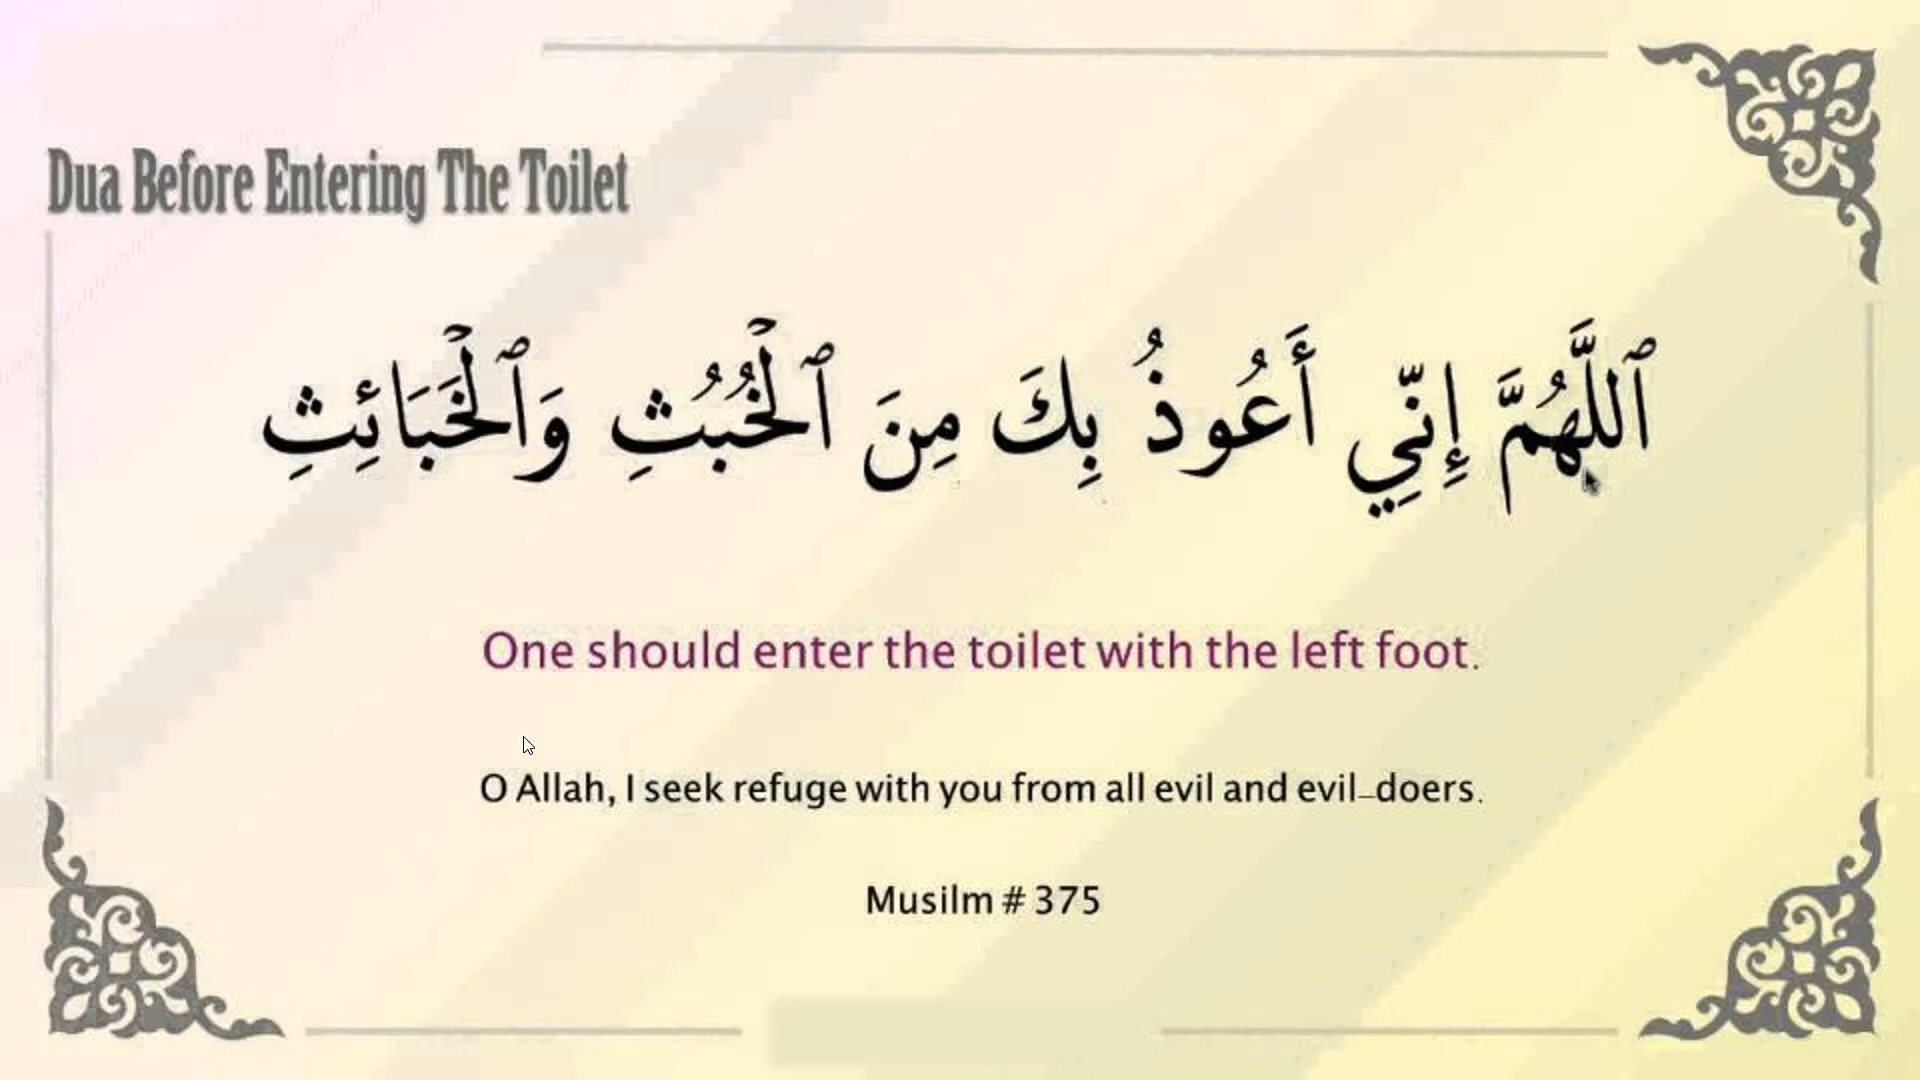 Dua Before Entering The Toilet
ٱللَّهُمَّ إِنِّي أَعُوذُ بِكَ مِنَ ٱلْخُبُثِ وَٱلْخَبَائِثِ
One should enter the toilet with the left foot.
O Allah, I seek refuge with you from all evil and evil-doers.
Musilm # 375